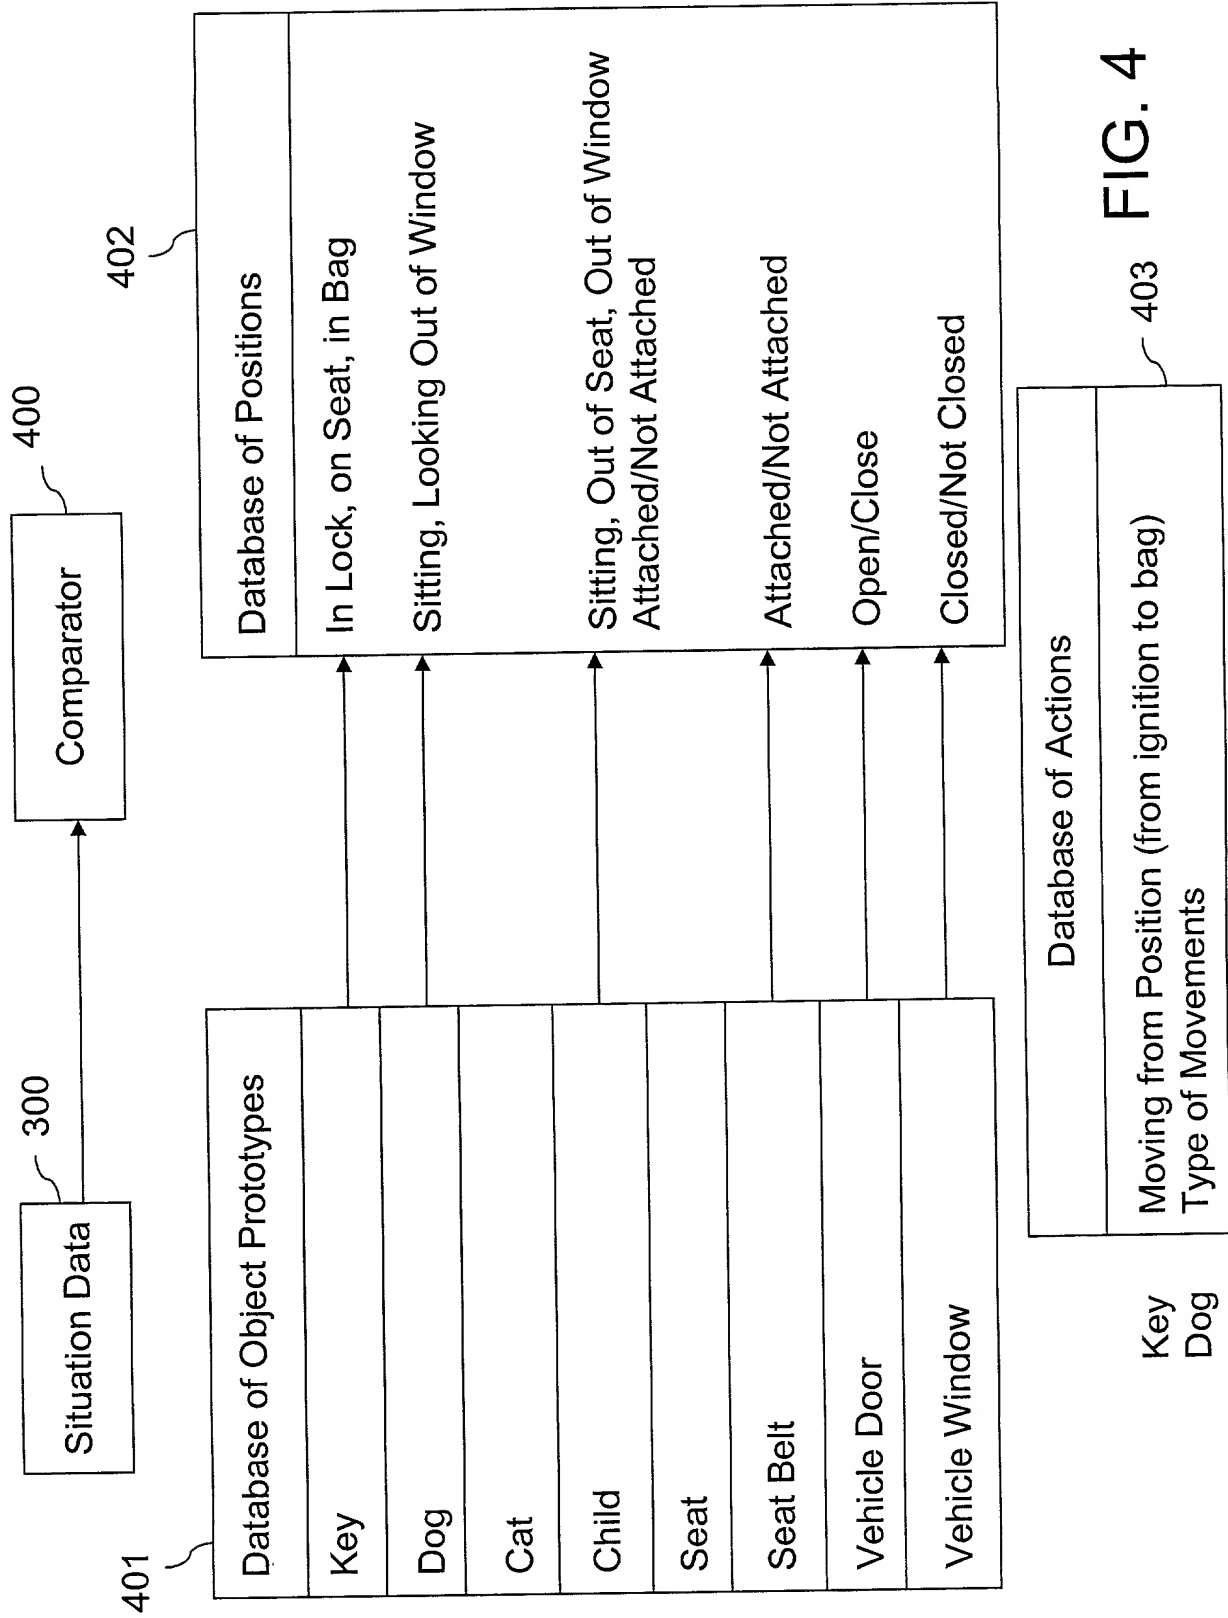 300
400
Situation Data
Comparator
401
402
Database of Object Prototypes
Key
Dog
Cat
Child
Seat
Seat Belt
Vehicle Door
Vehicle Window
Database of Positions
In Lock, on Seat, in Bag
Sitting, Looking Out of Window
Sitting, Out of Seat, Out of Window
Attached/Not Attached
Attached/Not Attached
Open/Close
Closed/Not Closed
Database of Actions
403
Key
Moving from Position (from ignition to bag)
Dog
Type of Movements
FIG. 4